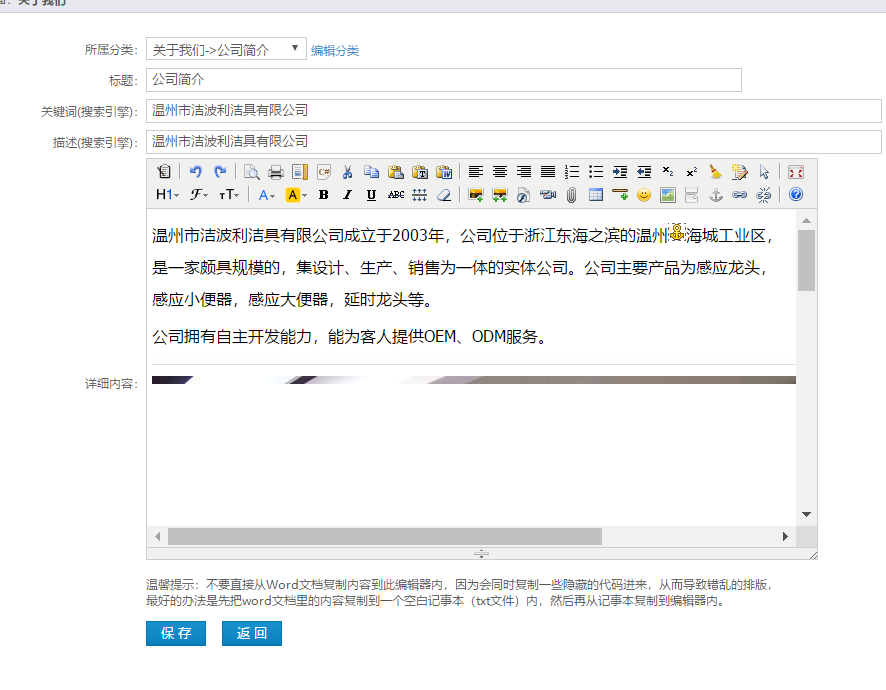 关于我们
所属分类： 关于我们->公司简介 编辑分类
标题： 公司简介
关键词(搜索引擎)： 温州市洁波利洁具有限公司
描述(搜索引擎)： 温州市洁波利洁具有限公司
C#
T W
H1 F TT A A B I U ABC
温州市洁波利洁具有限公司成立于2003年，公司位于浙江东海之滨的温州 海城工业区，
是一家颇具规模的，集设计、生产、销售为一体的实体公司。公司主要产品为感应龙头，
感应小便器，感应大便器，延时龙头等。
公司拥有自主开发能力，能为客人提供OEM、ODM服务。
详细内容：
温馨提示：不要直接从Word文档复制内容到此编辑器内，因为会同时复制一些隐藏的代码进来，从而导致错乱的排版，
最好的办法是先把word文档里的内容复制到一个空白记事本（txt文件）内，然后再从记事本复制到编辑器内。
保 存 返 回